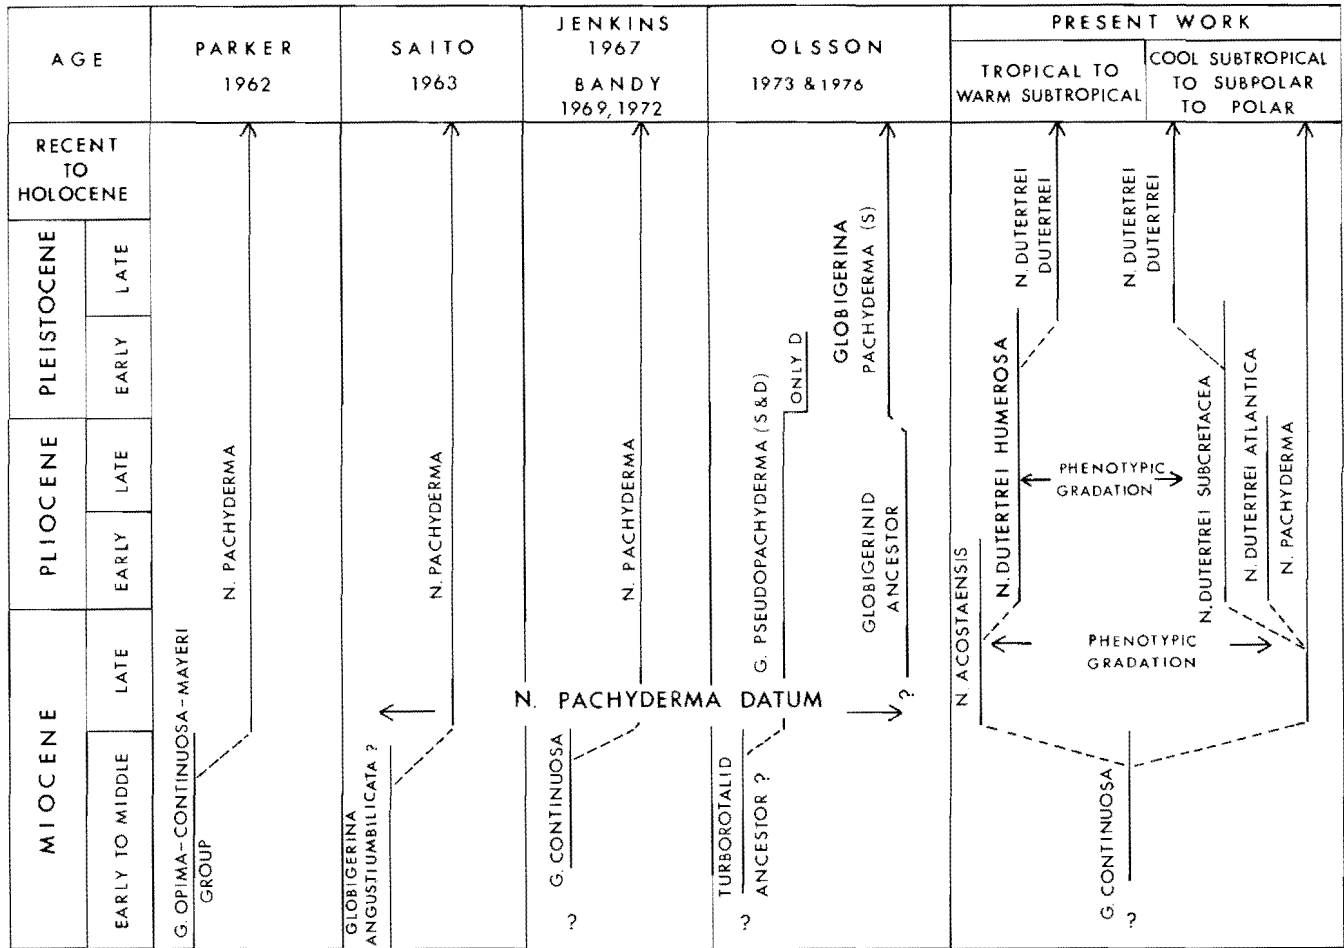 AGE
PARKER
1962
SAITO
1963
JENKINS
1967
BANDY
1969, 1972
OLSSON
1973 & 1976
PRESENT WORK
TROPICAL TO
WARM SUBTROPICAL
COOL SUBTROPICAL
TO SUBPOLAR
TO POLAR
RECENT
TO
HOLOCENE
PLEISTOCENE
LATE
EARLY
PLIOCENE
LATE
EARLY
MIOCENE
LATE
EARLY TO MIDDLE
N. PACHYDERMA
G. OPIMA-CONTINUOSA-MAYERI
GROUP
N. PACHYDERMA
GLOBIGERINA
ANGUSTIUMBILICATA ?
N. PACHYDERMA
G. CONTINUOSA
?
N. PACHYDERMA DATUM
G. PSEUDOPACHYDERMA (S & D)
ONLY D
TUROROTALID
ANCESTOR ?
?
GLOBIGERINA
PACHYDERMA (S)
GLOBIGERINID
ANCESTOR
?
N. DUTERTREI
DUTERTREI
N. DUTERTREI
DUTERTREI
N. DUTERTREI HUMEROSA
PHENOTYPIC
GRADATION
N. DUTERTREI SUBCRETACEA
N. DUTERTREI ATLANTICA
N. PACHYDERMA
N. ACOSTAENSIS
PHENOTYPIC
GRADATION
G. CONTINUOSA
?